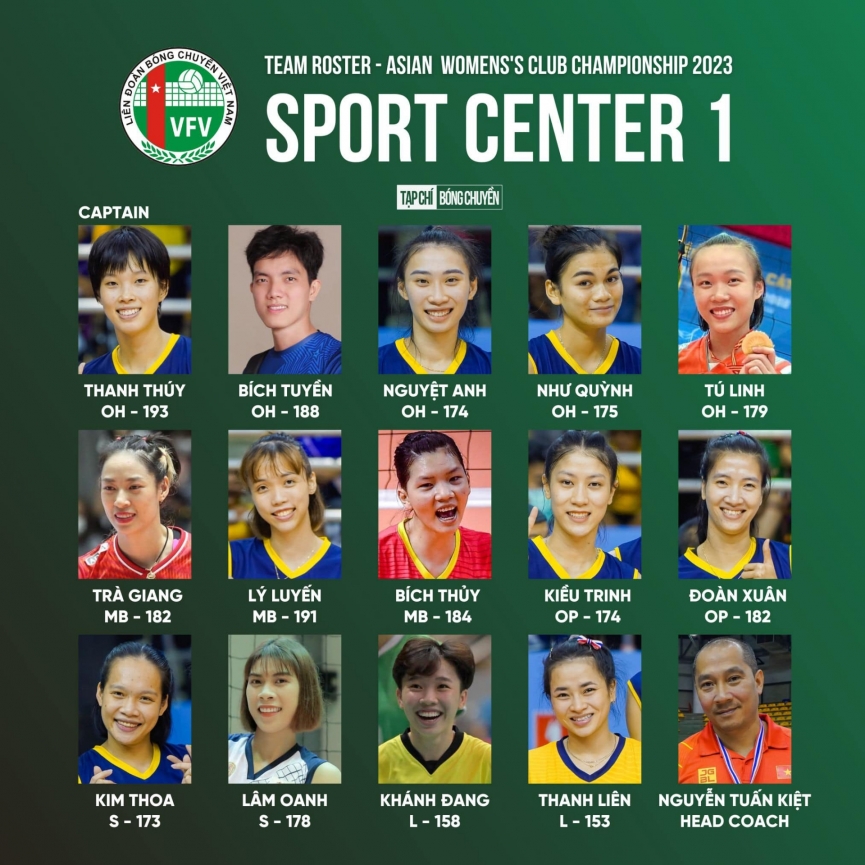 LIÊN ĐOÀN BÓNG CHUYỀN VIỆT NAM
VFV
TEAM ROSTER - ASIAN WOMENS'S CLUB CHAMPIONSHIP 2023
SPORT CENTER 1
TẠP CHÍ BÓNG CHUYỀN
CAPTAIN
THANH THÚY
OH - 193
BÍCH TUYỀN
OH - 188
NGUYỆT ANH
OH - 174
NHƯ QUỲNH
OH - 175
TÚ LINH
OH - 179
TRÀ GIANG
MB - 182
LÝ LUYẾN
MB - 191
BÍCH THỦY
MB - 184
KIỀU TRINH
OP - 174
ĐOÀN XUÂN
OP - 182
KIM THOA
S - 173
LÂM OANH
S - 178
KHÁNH ĐANG
L - 158
THANH LIÊN
L - 153
NGUYỄN TUẤN KIỆT
HEAD COACH